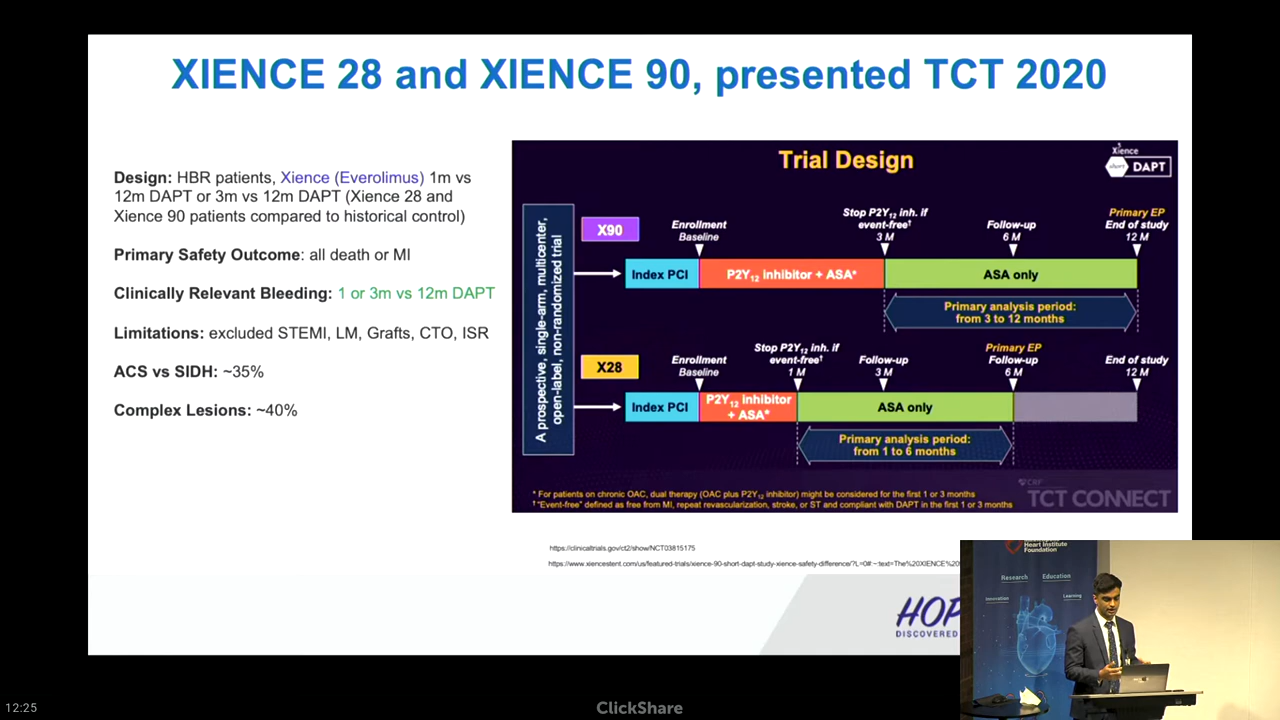 XIENCE 28 and XIENCE 90, presented TCT 2020
Design: HBR patients, Xience (Everolimus) 1m vs
12m DAPT or 3m vs 12m DAPT (Xience 28 and
Xience 90 patients compared to historical control)
Primary Safety Outcome: all death or MI
Clinically Relevant Bleeding: 1 or 3m vs 12m DAPT
Limitations: excluded STEMI, LM, Grafts, CTO, ISR
ACS vs SIDH: ~35%
Complex Lesions: ~40%
Trial Design
Xience
short DAPT
A prospective, single-arm, multicenter,
open-label, non-randomized trial
X90
Enrollment
Baseline
Stop P2Y12 inh. if
event-free†
3 M
Follow-up
6 M
Primary EP
End of study
12 M
Index PCI
P2Y12 inhibitor + ASA*
ASA only
Primary analysis period:
from 3 to 12 months
X28
Enrollment
Baseline
Stop P2Y12 inh. if
event-free†
1 M
Follow-up
3 M
Primary EP
Follow-up
6 M
End of study
12 M
Index PCI
P2Y12 inhibitor
+ ASA*
ASA only
Primary analysis period:
from 1 to 6 months
* For patients on chronic OAC, dual therapy (OAC plus P2Y12 inhibitor) might be considered for the first 1 or 3 months
† "Event-free" defined as free from MI, repeat revascularization, stroke, or ST and compliant with DAPT in the first 1 or 3 months
CRF
TCT CONNECT
https://clinicaltrials.gov/ct2/show/NCT03815175
https://www.xiencestent.com/us/featured-trials/xience-90-short-dapt-study-xience-safety-difference/?L=0#:~:text=The%20XIENCE%20
HOP
DISCOVERED
Heart Institute
Foundation
Research
Education
Innovation
Learning
12:25
ClickShare